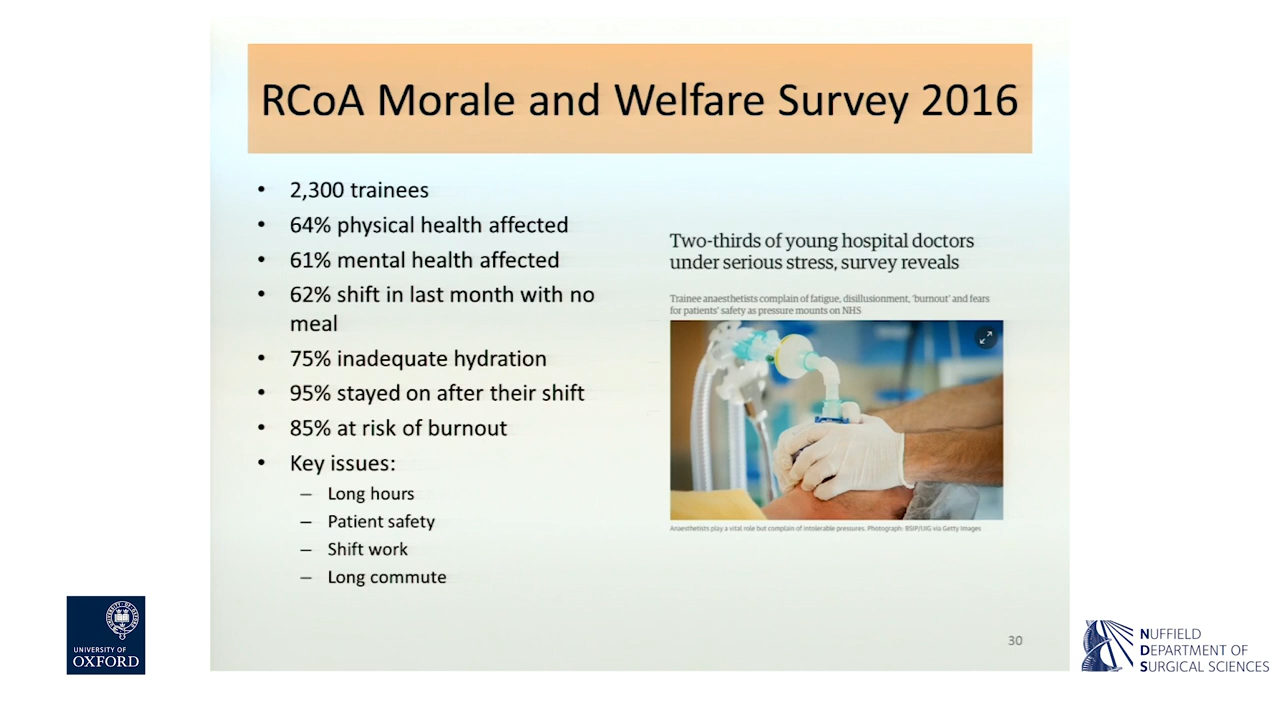 RCoA Morale and Welfare Survey 2016
• 2,300 trainees
• 64% physical health affected
• 61% mental health affected
• 62% shift in last month with no
meal
• 75% inadequate hydration
• 95% stayed on after their shift
• 85% at risk of burnout
• Key issues:
– Long hours
– Patient safety
– Shift work
– Long commute
Two-thirds of young hospital doctors
under serious stress, survey reveals
Trainee anaesthetists complain of fatigue, disillusionment, ‘burnout’ and fears
for patients’ safety as pressure mounts on NHS
Anaesthetists play a vital role but complain of intolerable pressures. Photograph: BSIP/UIG via Getty Images
30
UNIVERSITY OF
OXFORD
NUFFIELD
DEPARTMENT OF
SURGICAL SCIENCES